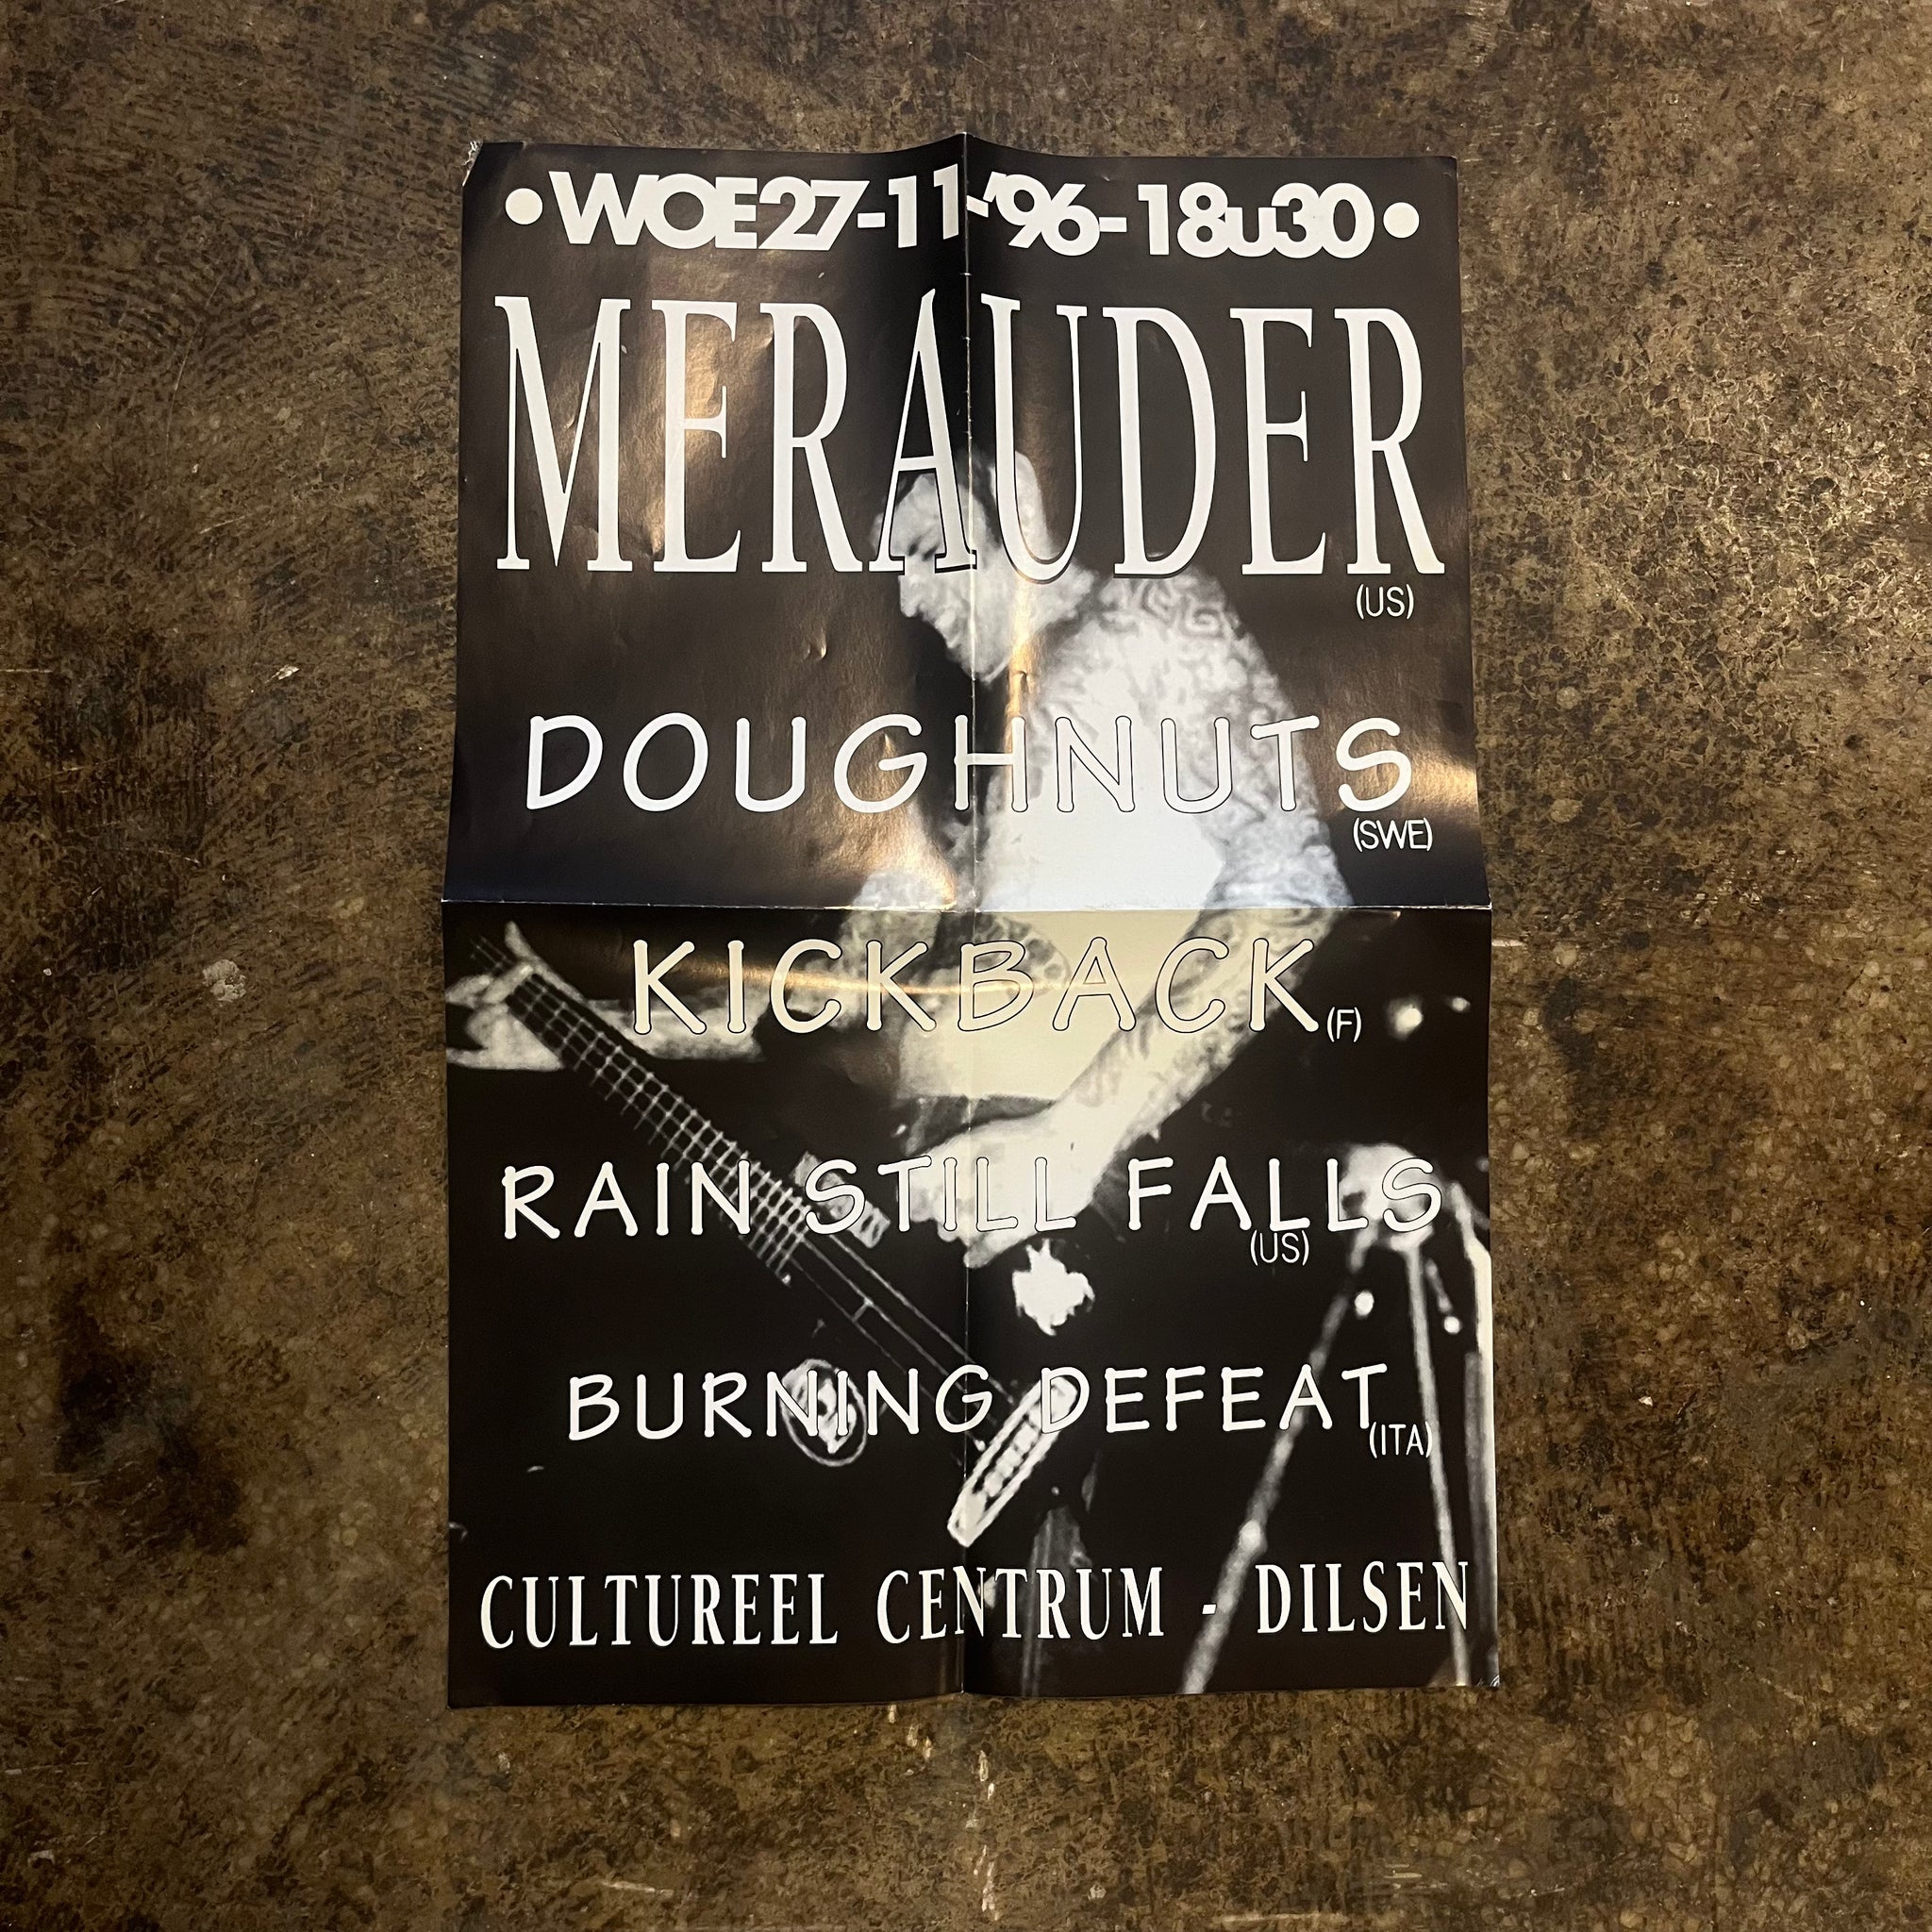 •WOE27-11-'96-18u30•
MERAUDER
(US)
DOUGHNUTS
(SWE)
KICKBACK (F)
RAIN STILL FALLS
(US)
BURNING DEFEAT
(ITA)
CULTUREEL CENTRUM - DILSEN